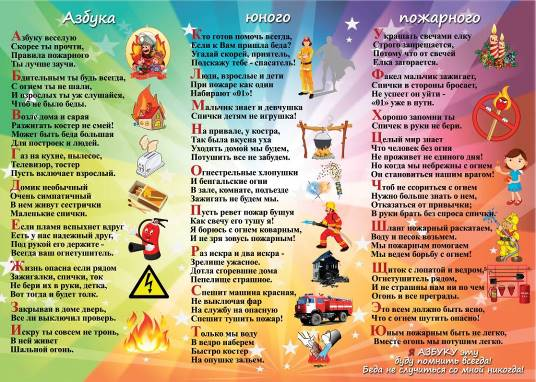 Азбука юного пожарного
Азбуку веселую
Скорее ты прочти,
Правила пожарного
Ты лучше заучи.
Бдительным ты будь всегда,
С огнем ты не шали,
И взрослых ты уж слушайся,
Чтоб не было беды.
Возле дома и сарая
Разжигать костер не смей!
Может быть беда большая
Для построек и людей.
Газ на кухне, пылесос,
Телевизор, тостер
Пусть включает взрослый.
Домик необычный
Очень симпатичный
В нем живут сестрички
Маленькие спички.
Если пламя вспыхнет вдруг
Есть у нас надежный друг,
Под рукой его держите -
Всегда ваш огнетушитель.
Жизнь опасна если рядом
Зажигалки, спички, ток
Не бери их в руки, детка,
Вот тогда и будет толк.
Закрывая в доме дверь,
Все ли выключил проверь.
Искру ты совсем не тронь,
В ней живет
Шальной огонь.
Кто готов помочь всегда,
Если к Вам пришла беда?
Угадай скорей, приятель,
Подскажу тебе - спасатель!
Люди, взрослые и дети
При пожаре как один
Набирают «01»!
Мальчик знает и девчушка
Спички детям не игрушка!
На привале, у костра,
Так была вкусна уха
Уходить домой мы будем,
Потушить все не забудем.
Огнестрельные хлопушки
И бенгальские огни
В зале, комнате, подъезде
Зажигать не будем мы.
Пусть ревет пожар бушуя
Как свечу его тушу я!
Я борюсь с огнем коварным,
И не зря зовусь пожарным!
Раз искра и два искра -
Зрелище ужасное.
Дотла сгоревшие дома
Пепелище страшное.
Спешит машина красная,
Не выключая фар
На службу на опасную
Спешит тушить пожар!
Только мы воду
В ведро наберем
Быстро костер
На опушке зальем.
Украшать свечами елку
Строго запрещается,
Потому что от свечей
Елка загорается.
Факел мальчик зажигает,
Спички в стороны бросает,
Не успеет он уйти -
«01» уже в пути.
Хорошо запомни ты
Спичек в руки не бери.
Целый мир знает
Что человек без огня
Не проживет не единого дня!
Но когда мы небрежны с огнем
Он становиться нашим врагом!
Чтоб не ссориться с огнем
Нужно больше знать о нем,
Отказаться от привычки,
В руки брать без спроса спички.
Шланг пожарный раскатаем,
Воду и песок возьмем.
Мы пожарным помогаем
Мы ведем борьбу с огнем!
Щиток с лопатой и ведром,
Огнетушитель рядом,
И не страшны нам ни по чем
Огонь и все преграды.
Это всем должно быть ясно,
Что с огнем шутить опасно!
Юным пожарным быть не легко,
Вместе огонь мы потушим легко.
Я АЗБУКУ эту
буду помнить всегда!
Беда не случиться со мной никогда!